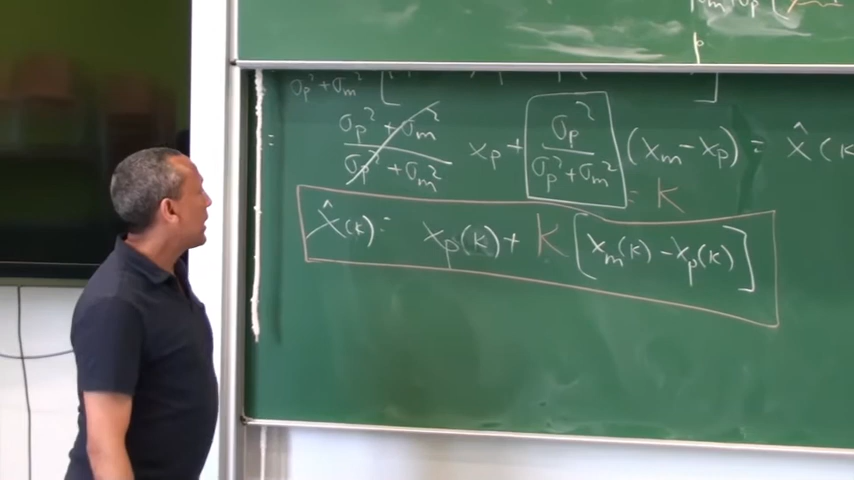 σp² + σm²
= (σp² + σm²)/(σp² + σm²) xp + σp²/(σp² + σm²) (xm − xp) = x̂(k
= K
x̂(k) = xp(k) + K [xm(k) − xp(k)]